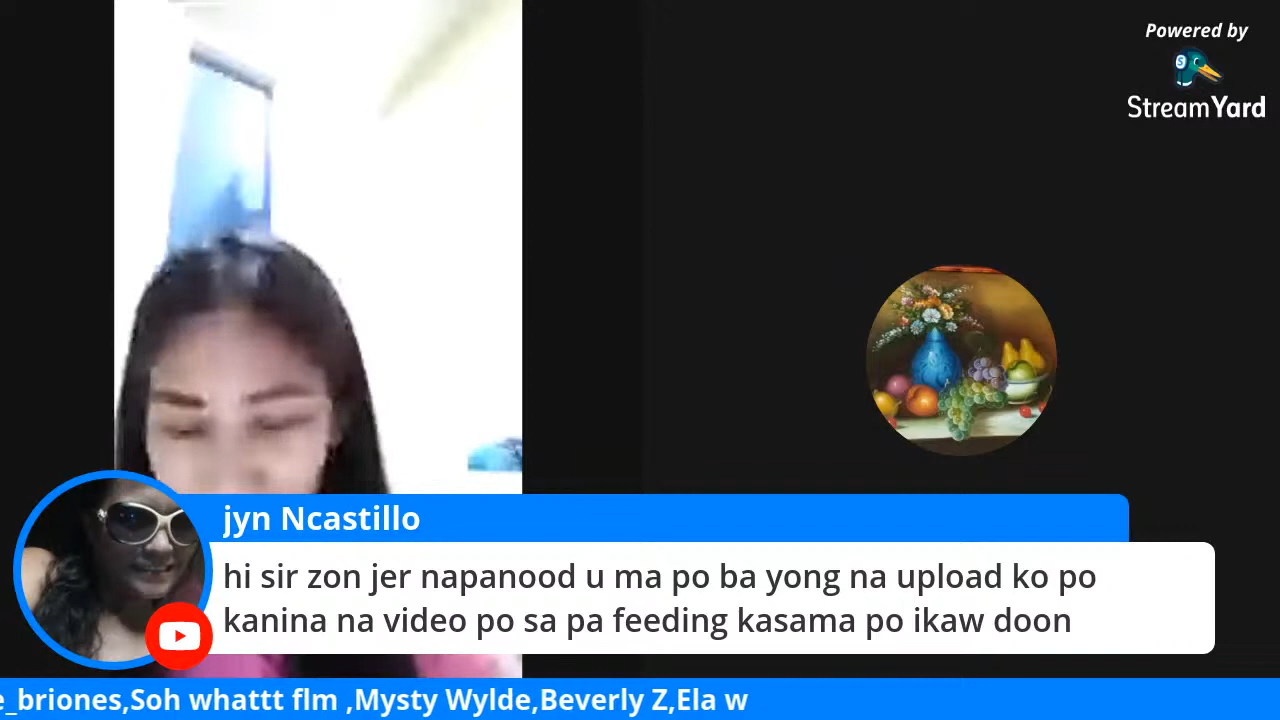 Powered by
StreamYard
jyn Ncastillo
hi sir zon jer napanood u ma po ba yong na upload ko po
kanina na video po sa pa feeding kasama po ikaw doon
e_briones,Soh whattt flm ,Mysty Wylde,Beverly Z,Ela w